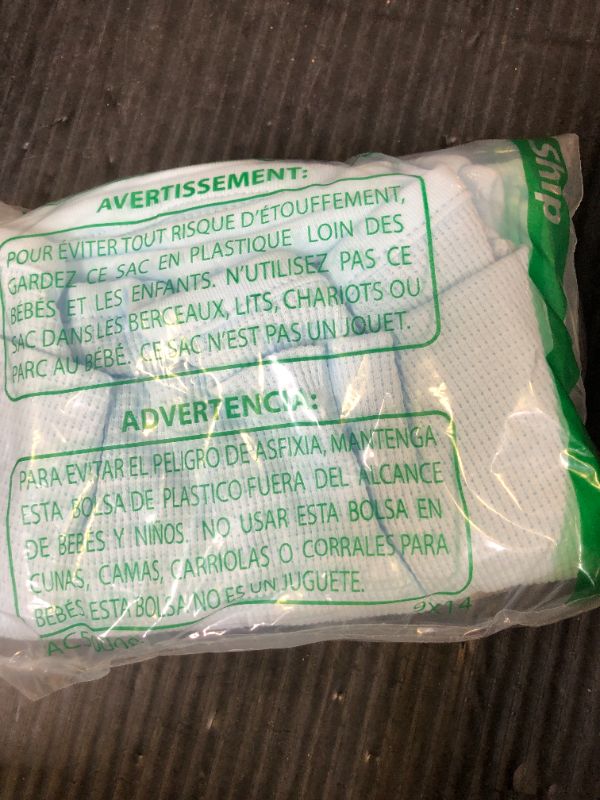 AVERTISSEMENT:
POUR ÉVITER TOUT RISQUE D'ÉTOUFFEMENT,
GARDEZ CE SAC EN PLASTIQUE LOIN DES
BÉBÉS ET LES ENFANTS. N'UTILISEZ PAS CE
SAC DANS LES BERCEAUX, LITS, CHARIOTS OU
PARC AU BÉBÉ. CE SAC N'EST PAS UN JOUET.
ADVERTENCIA:
PARA EVITAR EL PELIGRO DE ASFIXIA, MANTENGA
ESTA BOLSA DE PLASTICO FUERA DEL ALCANCE
DE BEBES Y NIÑOS. NO USAR ESTA BOLSA EN
CUNAS, CAMAS, CARRIOLAS O CORRALES PARA
BEBÉS. ESTA BOLSA NO ES UN JUGUETE.
9X14
Ship